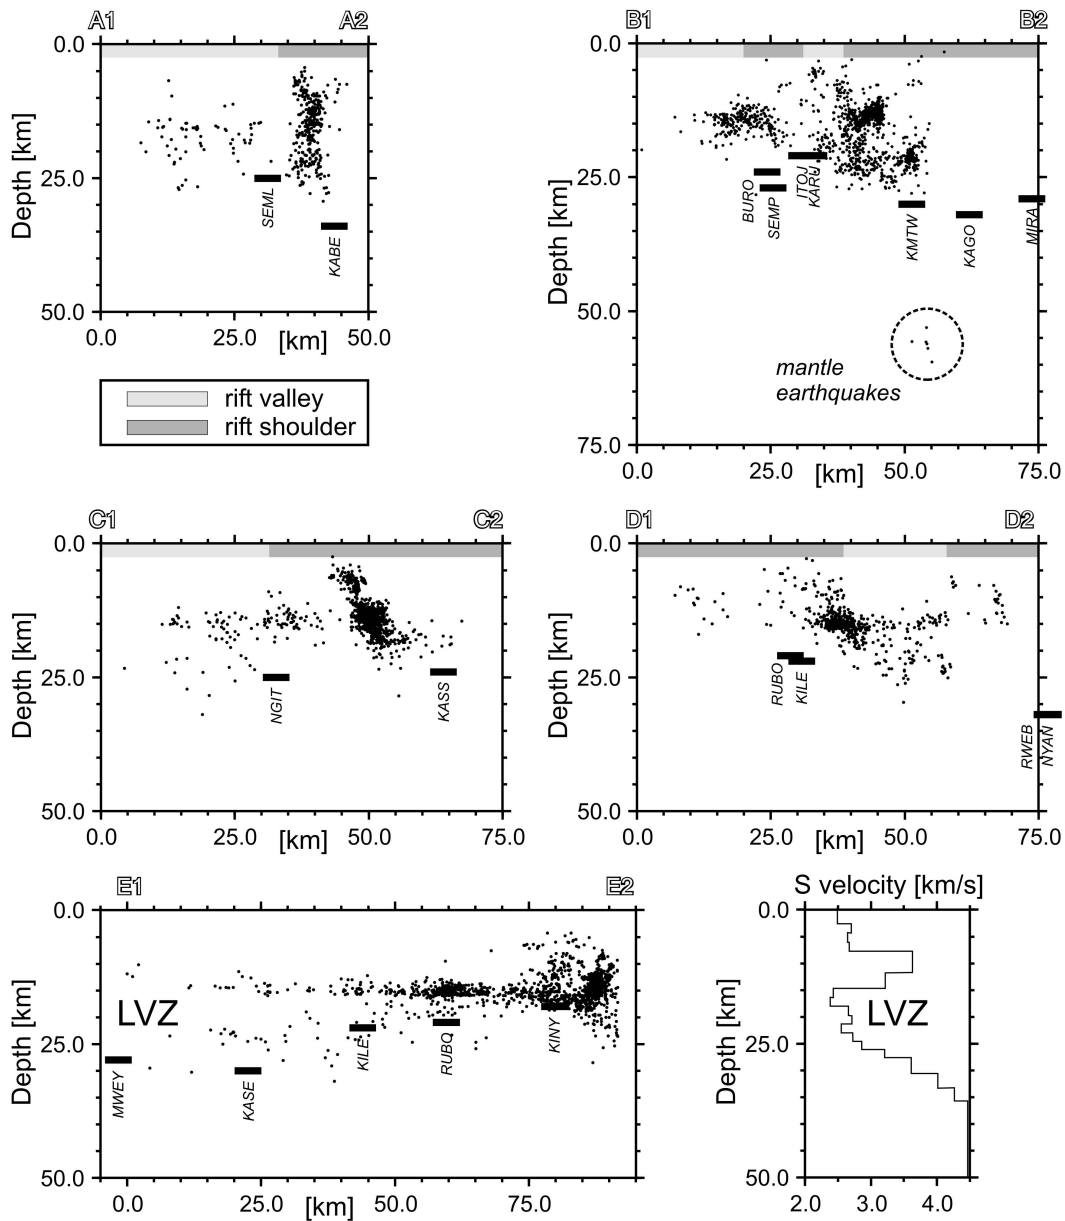 A1 A2
0.0
25.0
50.0
Depth [km]
SEML
KABE
0.0 25.0 50.0
[km]
rift valley
rift shoulder
B1 B2
0.0
25.0
50.0
75.0
Depth [km]
BURO
SEMP
ITOJ
KARU
KMTW
KAGO
MIRA
mantle
earthquakes
0.0 25.0 50.0 75.0
[km]
C1 C2
0.0
25.0
50.0
Depth [km]
NGIT
KASS
0.0 25.0 50.0 75.0
[km]
D1 D2
0.0
25.0
50.0
Depth [km]
RUBO
KILE
RWEB
NYAN
0.0 25.0 50.0 75.0
[km]
E1 E2
0.0
25.0
50.0
Depth [km]
LVZ
MWEY
KASE
KILE
RUBO
KINY
0.0 25.0 50.0 75.0
[km]
S velocity [km/s]
0.0
25.0
50.0
Depth [km]
LVZ
2.0 3.0 4.0